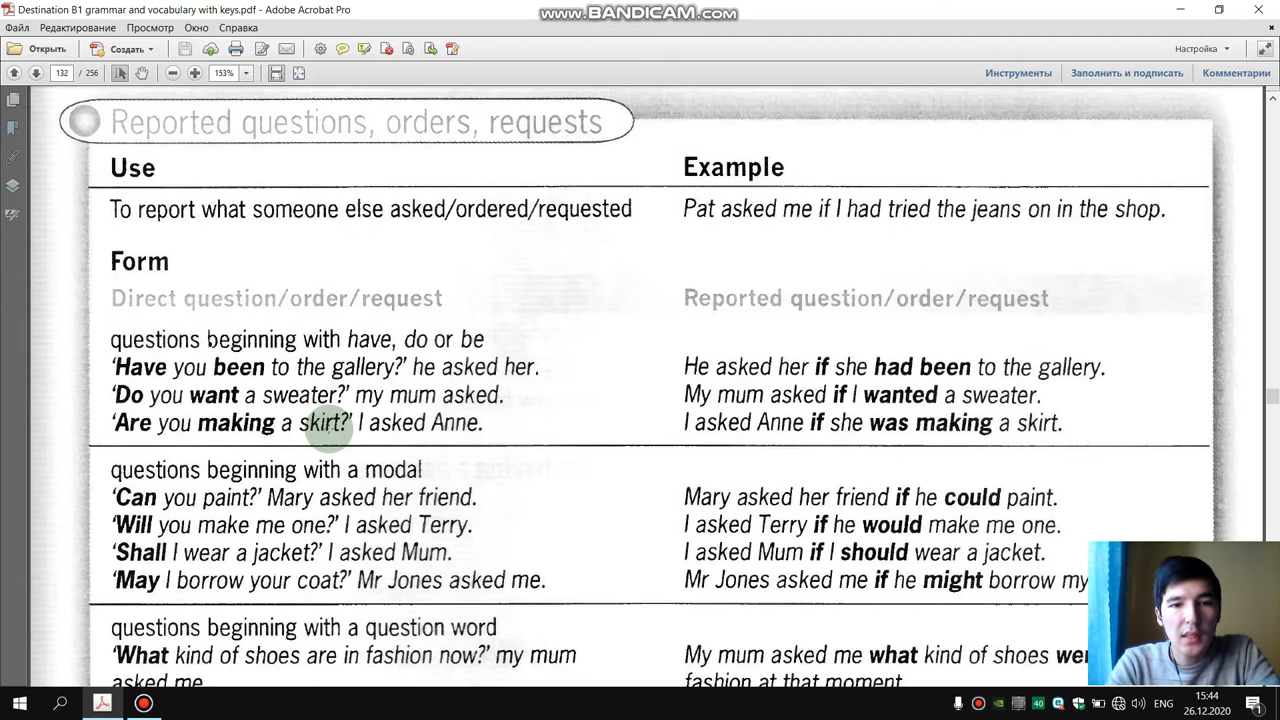 Destination B1 grammar and vocabulary with keys.pdf - Adobe Acrobat Pro
www.BANDICAM.com
Файл Редактирование Просмотр Окно Справка
Открыть Создать Настройка
132 / 256 153% Инструменты Заполнить и подписать Комментарии
Reported questions, orders, requests
Use Example
To report what someone else asked/ordered/requested Pat asked me if I had tried the jeans on in the shop.
Form
Direct question/order/request Reported question/order/request
questions beginning with have, do or be
‘Have you been to the gallery?’ he asked her. He asked her if she had been to the gallery.
‘Do you want a sweater?’ my mum asked. My mum asked if I wanted a sweater.
‘Are you making a skirt?’ I asked Anne. I asked Anne if she was making a skirt.
questions beginning with a modal
‘Can you paint?’ Mary asked her friend. Mary asked her friend if he could paint.
‘Will you make me one?’ I asked Terry. I asked Terry if he would make me one.
‘Shall I wear a jacket?’ I asked Mum. I asked Mum if I should wear a jacket.
‘May I borrow your coat?’ Mr Jones asked me. Mr Jones asked me if he might borrow my
questions beginning with a question word
‘What kind of shoes are in fashion now?’ my mum My mum asked me what kind of shoes wer
asked me. fashion at that moment.
40 ENG 15:44
26.12.2020
1